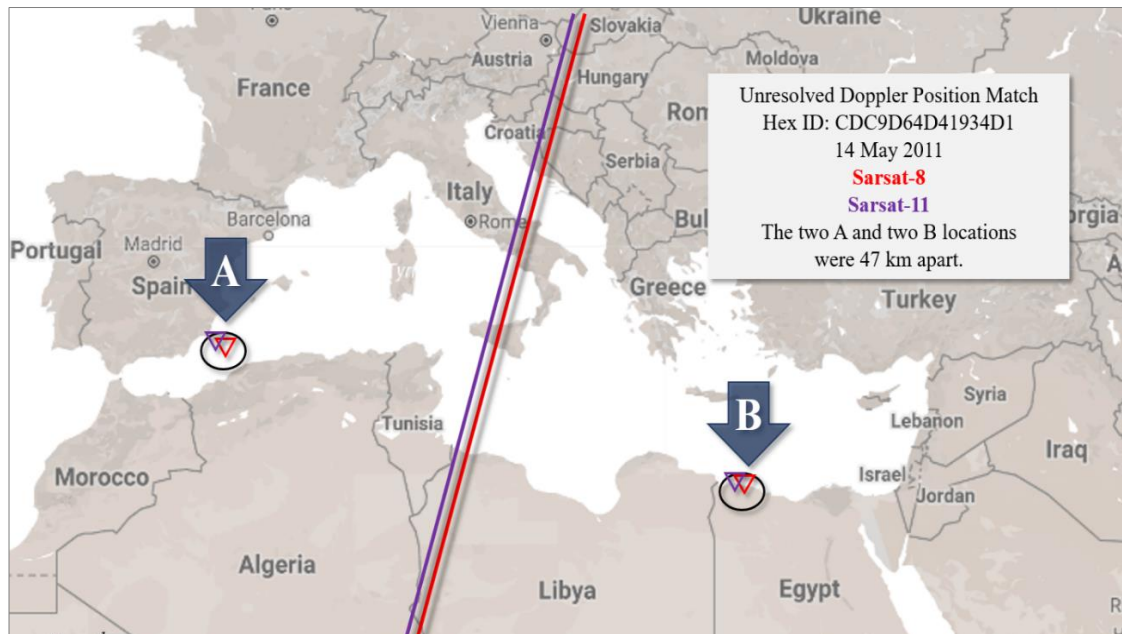 Vienna
Slovakia
Ukraine
Austria
Hungary
Moldova
France
Croatia
Serbia
Italy
Rome
Barcelona
Portugal
Madrid
Spain
Greece
Turkey
Unresolved Doppler Position Match
Hex ID: CDC9D64D41934D1
14 May 2011
Sarsat-8
Sarsat-11
The two A and two B locations
were 47 km apart.
A
B
Tunisia
Morocco
Algeria
Libya
Egypt
Syria
Lebanon
Iraq
Israel
Jordan